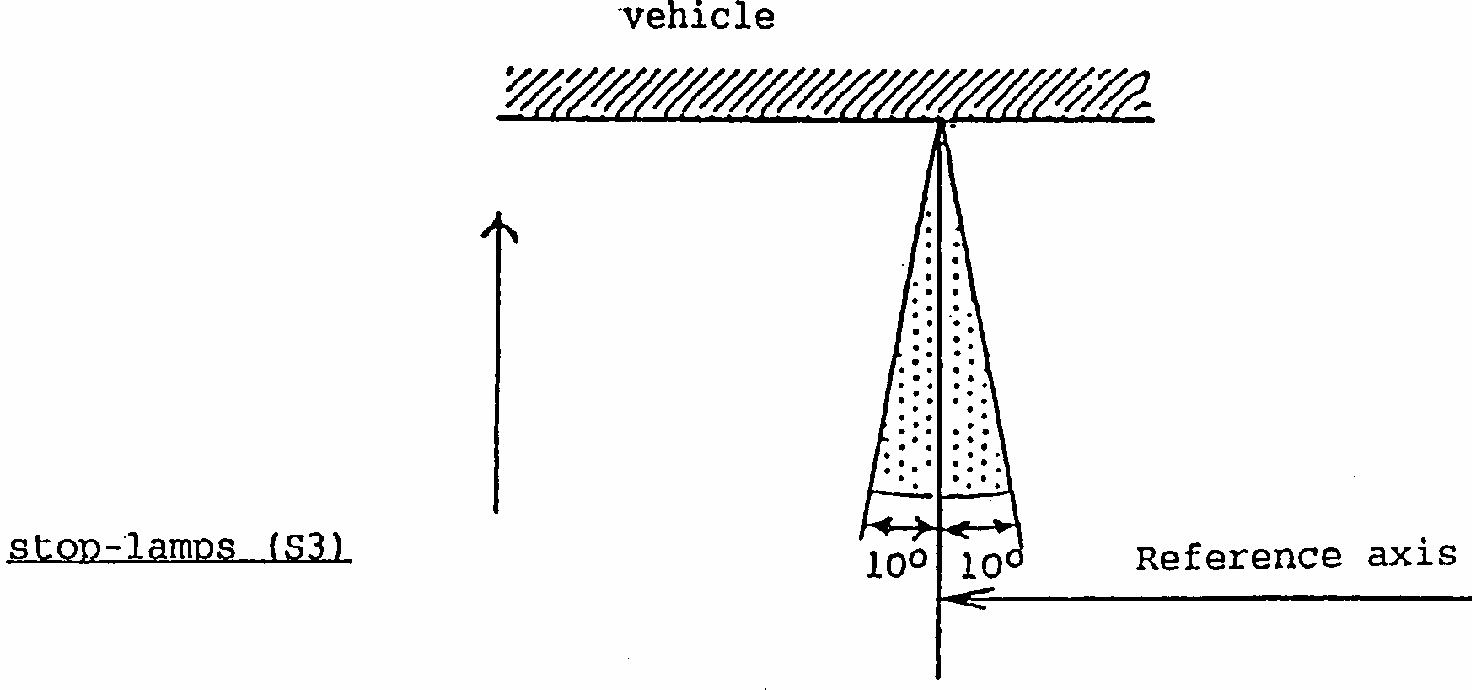 vehicle
stop-lamps (S3)
10° 10°
Reference axis